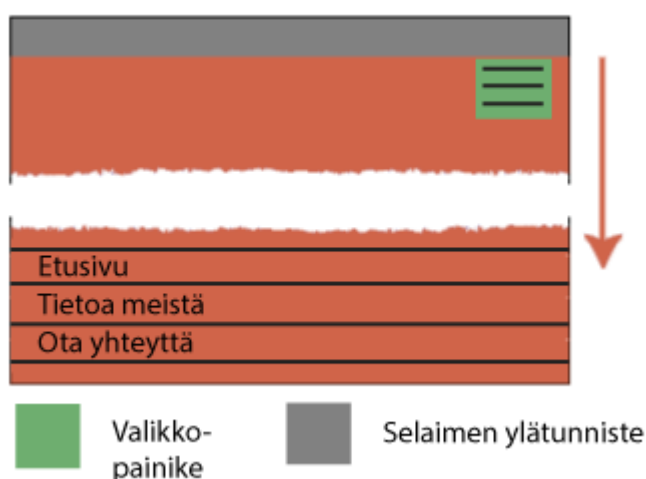 Etusivu
Tietoa meistä
Ota yhteyttä
Valikko-
painike
Selaimen ylätunniste